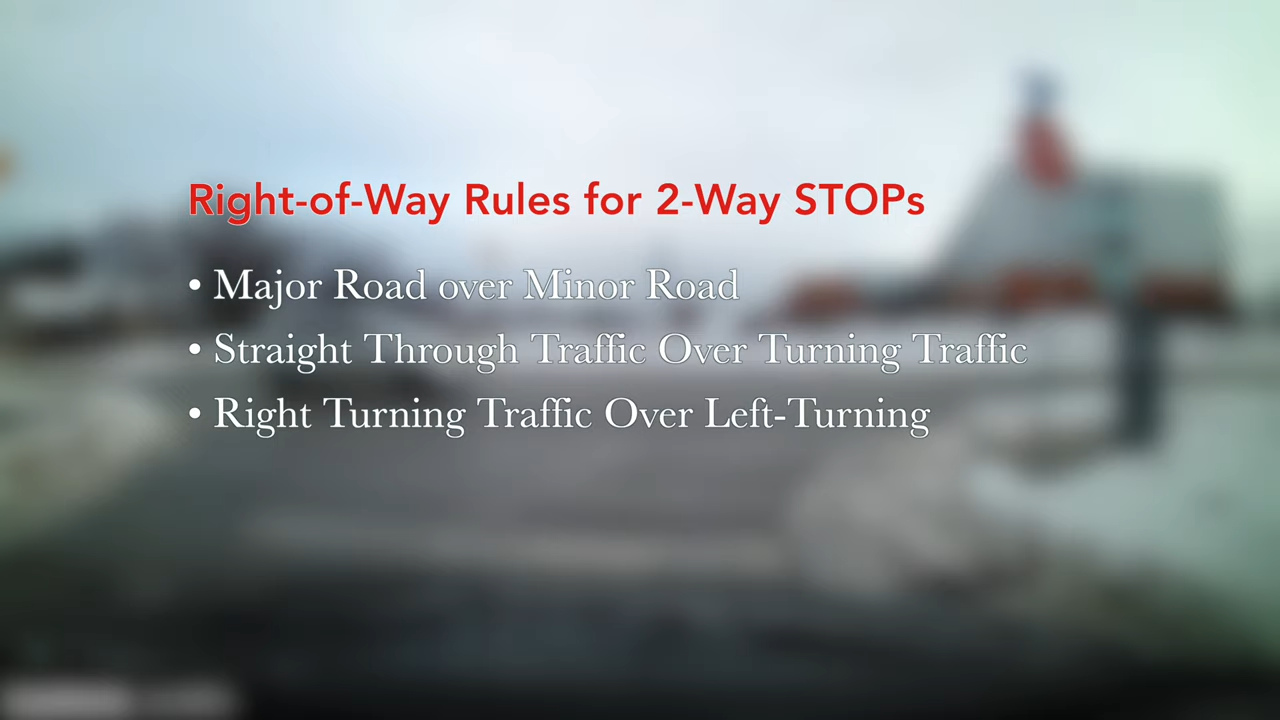 Right-of-Way Rules for 2-Way STOPs
• Major Road over Minor Road
• Straight Through Traffic Over Turning Traffic
• Right Turning Traffic Over Left-Turning